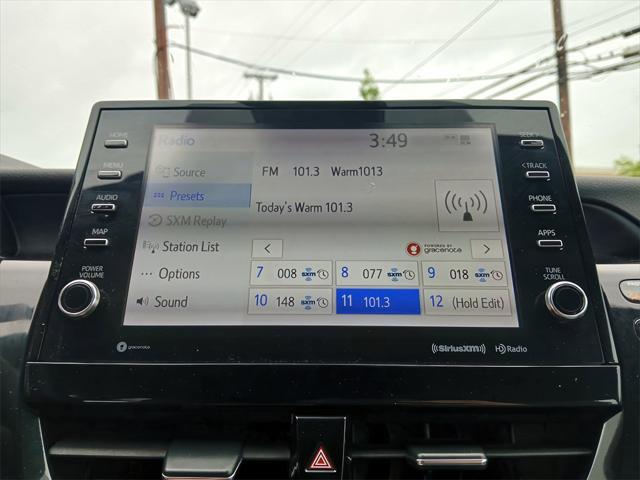 Radio 3:49
HOME
MENU
AUDIO
MAP
POWER
VOLUME
SEEK >
< TRACK
PHONE
APPS
TUNE
SCROLL
Source
Presets
SXM Replay
Station List
Options
Sound
FM 101.3 Warm1013
Today's Warm 101.3
POWERED BY
gracenote
7 008 sxm 8 077 sxm 9 018 sxm
10 148 sxm 11 101.3 12 (Hold Edit)
gracenote
((SiriusXM))
HD Radio